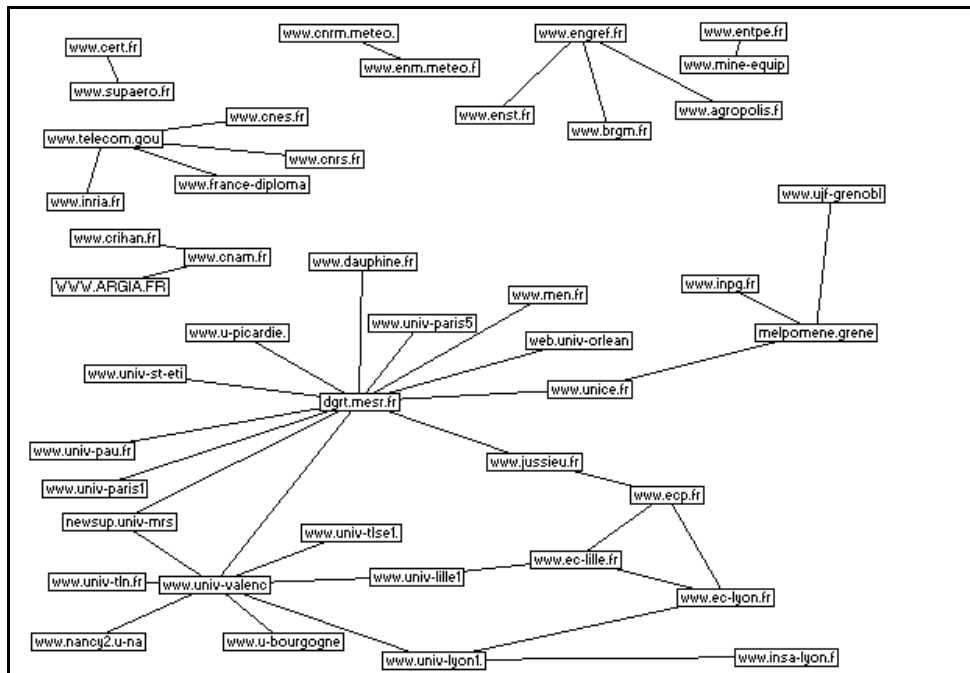 www.cnrm.meteo.
www.engref.fr
www.entpe.fr
www.cert.fr
www.enm.meteo.f
www.mine-equip
www.supaero.fr
www.agropolis.f
www.enst.fr
www.cnes.fr
www.brgm.fr
www.telecom.gou
www.cnrs.fr
www.france-diploma
www.inria.fr
www.ujf-grenobl
www.crihan.fr
www.cnam.fr
www.dauphine.fr
WWW.ARGIA.FR
www.inpg.fr
www.men.fr
www.univ-paris5
www.u-picardie.
melpomene.grene
web.univ-orlean
www.univ-st-eti
www.unice.fr
dgrt.mesr.fr
www.univ-pau.fr
www.jussieu.fr
www.univ-paris1
www.ecp.fr
newsup.univ-mrs
www.univ-tlse1.
www.ec-lille.fr
www.univ-tln.fr
www.univ-valenc
www.univ-lille1
www.ec-lyon.fr
www.nancy2.u-na
www.u-bourgogne
www.univ-lyon1.
www.insa-lyon.f